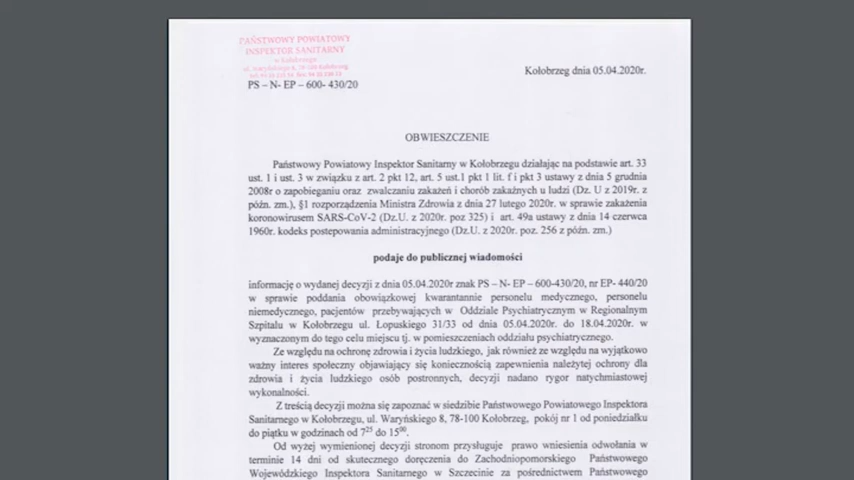 PAŃSTWOWY POWIATOWY
INSPEKTOR SANITARNY
w Kołobrzegu
ul. Waryńskiego 8, 78-100 Kołobrzeg
Kołobrzeg dnia 05.04.2020r.
PS – N- EP – 600- 430/20
OBWIESZCZENIE
Państwowy Powiatowy Inspektor Sanitarny w Kołobrzegu działając na podstawie art. 33
ust. 1 i ust. 3 w związku z art. 2 pkt 12, art. 5 ust.1 pkt 1 lit. f i pkt 3 ustawy z dnia 5 grudnia
2008r o zapobieganiu oraz zwalczaniu zakażeń i chorób zakaźnych u ludzi (Dz. U z 2019r. z
późn. zm.), §1 rozporządzenia Ministra Zdrowia z dnia 27 lutego 2020r. w sprawie zakażenia
koronowirusem SARS-CoV-2 (Dz.U. z 2020r. poz 325) i art. 49a ustawy z dnia 14 czerwca
1960r. kodeks postepowania administracyjnego (Dz.U. z 2020r. poz. 256 z późn. zm.)
podaje do publicznej wiadomości
informację o wydanej decyzji z dnia 05.04.2020r znak PS – N- EP – 600-430/20, nr EP- 440/20
w sprawie poddania obowiązkowej kwarantannie personelu medycznego, personelu
niemedycznego, pacjentów przebywających w Oddziale Psychiatrycznym w Regionalnym
Szpitalu w Kołobrzegu ul. Łopuskiego 31/33 od dnia 05.04.2020r. do 18.04.2020r. w
wyznaczonym do tego celu miejscu tj. w pomieszczeniach oddziału psychiatrycznego.
Ze względu na ochronę zdrowia i życia ludzkiego, jak również ze względu na wyjątkowo
ważny interes społeczny objawiający się koniecznością zapewnienia należytej ochrony dla
zdrowia i życia ludzkiego osób postronnych, decyzji nadano rygor natychmiastowej
wykonalności.
Z treścią decyzji można się zapoznać w siedzibie Państwowego Powiatowego Inspektora
Sanitarnego w Kołobrzegu, ul. Waryńskiego 8, 78-100 Kołobrzeg, pokój nr 1 od poniedziałku
do piątku w godzinach od 7²⁵ do 15⁰⁰.
Od wyżej wymienionej decyzji stronom przysługuje prawo wniesienia odwołania w
terminie 14 dni od skutecznego doręczenia do Zachodniopomorskiego Państwowego
Wojewódzkiego Inspektora Sanitarnego w Szczecinie za pośrednictwem Państwowego